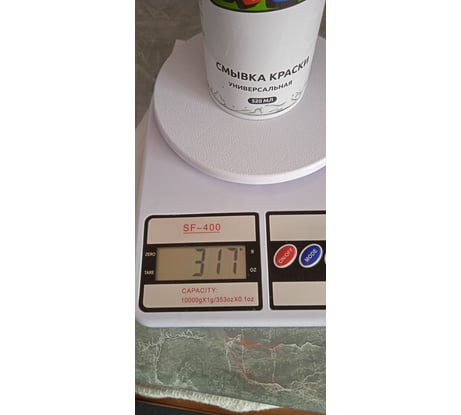 СМЫВКА КРАСКИ
УНИВЕРСАЛЬНАЯ
520 МЛ
SF-400
ZERO
317
g
TARE
OZ
ON/OFF
MODE
CAPACITY:
10000gX1g/353ozX0.1oz